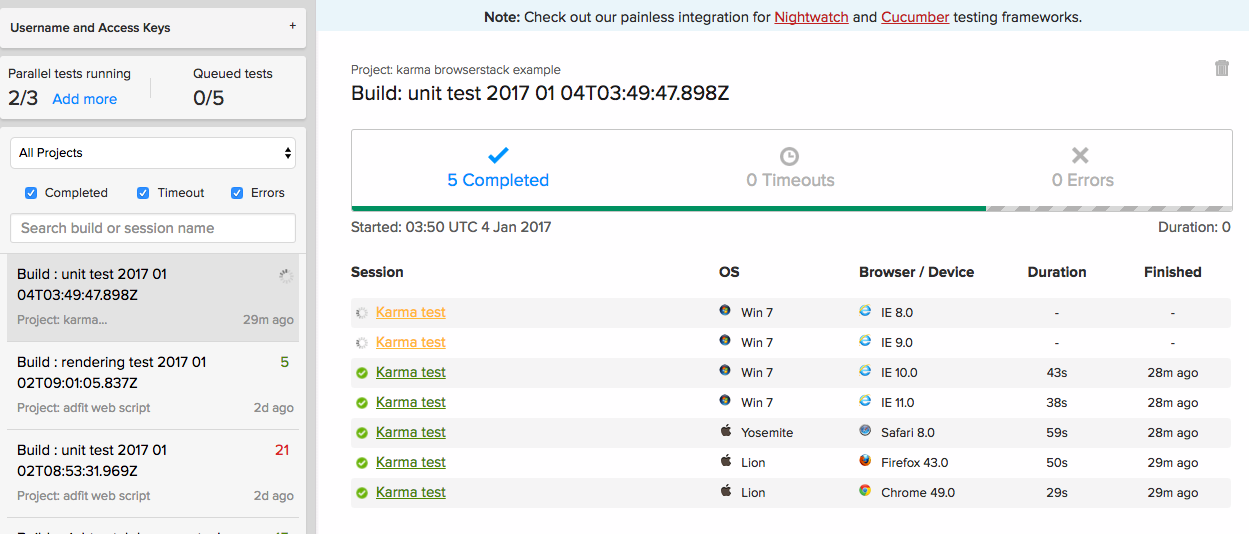 Username and Access Keys +
Parallel tests running
2/3 Add more
Queued tests
0/5
All Projects
Completed Timeout Errors
Search build or session name
Build : unit test 2017 01
04T03:49:47.898Z
Project: karma... 29m ago
Build : rendering test 2017 01 5
02T09:01:05.837Z
Project: adfit web script 2d ago
Build : unit test 2017 01 21
02T08:53:31.969Z
Project: adfit web script 2d ago
Note: Check out our painless integration for Nightwatch and Cucumber testing frameworks.
Project: karma browserstack example
Build: unit test 2017 01 04T03:49:47.898Z
5 Completed 0 Timeouts 0 Errors
Started: 03:50 UTC 4 Jan 2017 Duration: 0
Session OS Browser / Device Duration Finished
Karma test Win 7 IE 8.0 - -
Karma test Win 7 IE 9.0 - -
Karma test Win 7 IE 10.0 43s 28m ago
Karma test Win 7 IE 11.0 38s 28m ago
Karma test Yosemite Safari 8.0 59s 28m ago
Karma test Lion Firefox 43.0 50s 29m ago
Karma test Lion Chrome 49.0 29s 29m ago